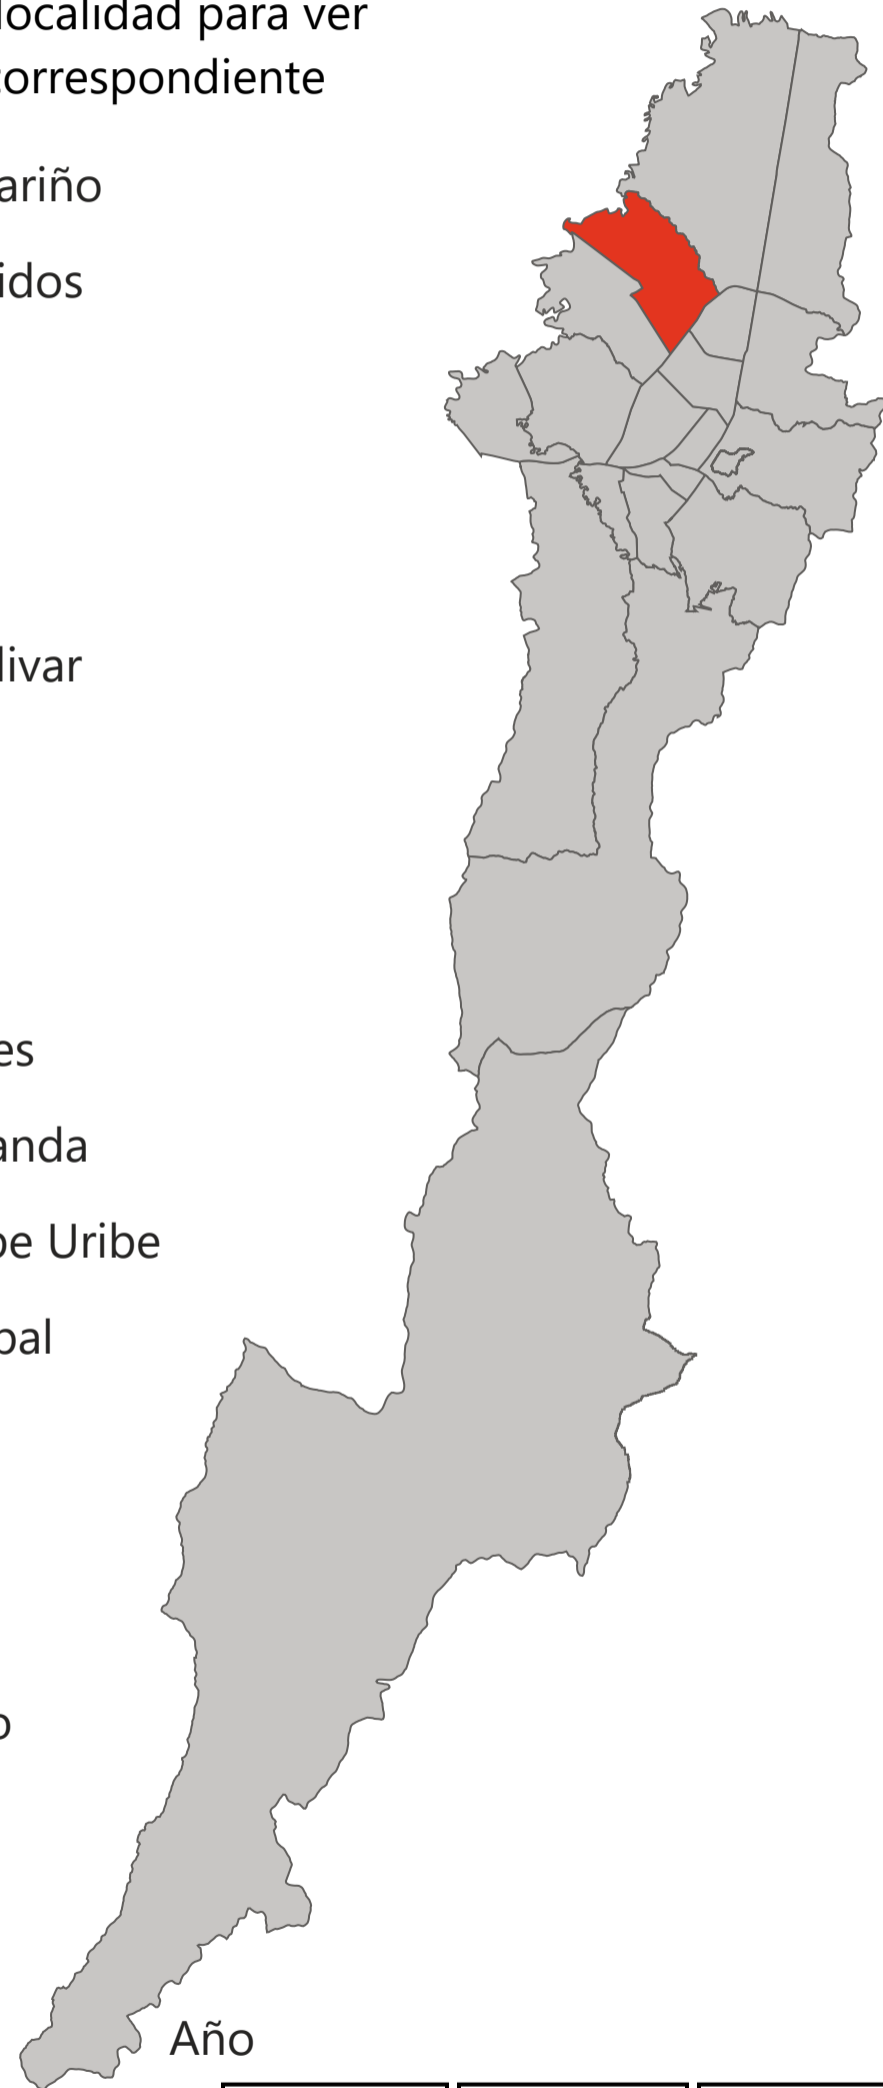 localidad para ver
correspondiente
ariño
idos
livar
es
anda
pe Uribe
bal
o
Año